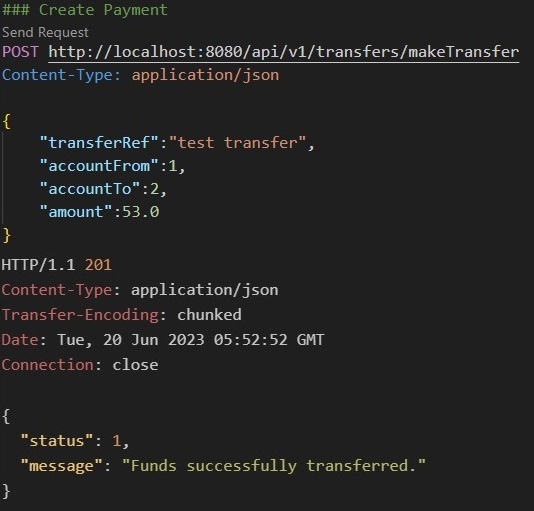 ### Create Payment
Send Request
POST http://localhost:8080/api/v1/transfers/makeTransfer
Content-Type: application/json
{
"transferRef":"test transfer",
"accountFrom":1,
"accountTo":2,
"amount":53.0
}
HTTP/1.1 201
Content-Type: application/json
Transfer-Encoding: chunked
Date: Tue, 20 Jun 2023 05:52:52 GMT
Connection: close
{
"status": 1,
"message": "Funds successfully transferred."
}